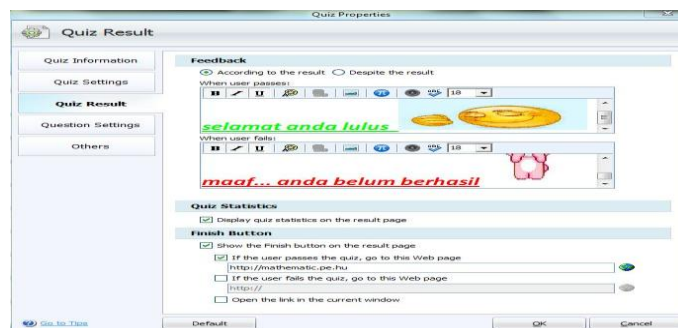 Quiz Properties
Quiz Result
Quiz Information
Quiz Settings
Quiz Result
Question Settings
Others
Feedback
According to the result Despite the result
When user passes:
B I U 18
selamat anda lulus
When user fails:
B I U 18
maaf... anda belum berhasil
Quiz Statistics
Display quiz statistics on the result page
Finish Button
Show the Finish button on the result page
If the user passes the quiz, go to this Web page
http://mathematic.pe.hu
If the user fails the quiz, go to this Web page
http://
Open the link in the current window
Go to Tips
Default
OK
Cancel